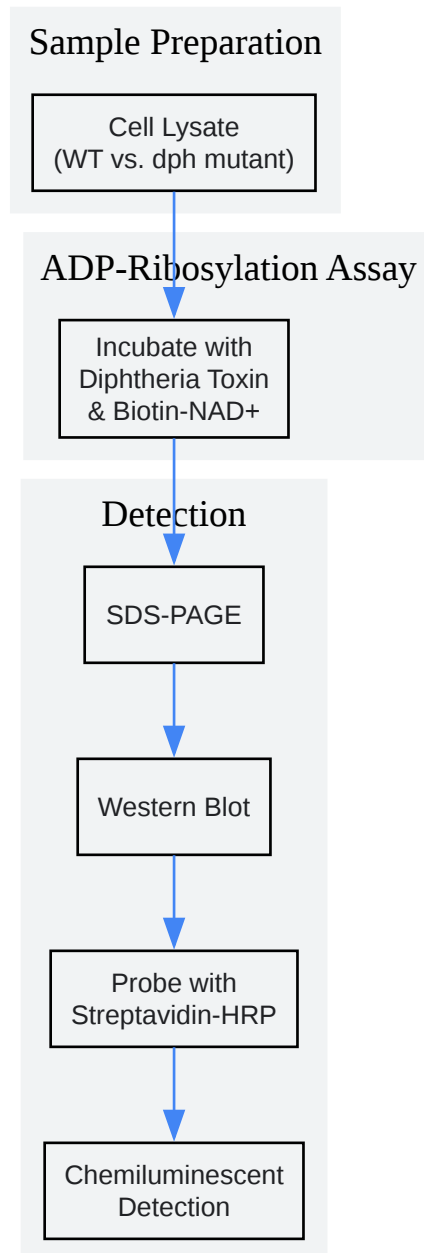 Sample Preparation
Cell Lysate
(WT vs. dph mutant)
ADP-Ribosylation Assay
Incubate with
Diphtheria Toxin
& Biotin-NAD+
Detection
SDS-PAGE
Western Blot
Probe with
Streptavidin-HRP
Chemiluminescent
Detection